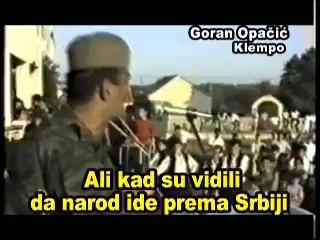 Goran Opačić
Klempo
Ali kad su vidili
da narod ide prema Srbiji